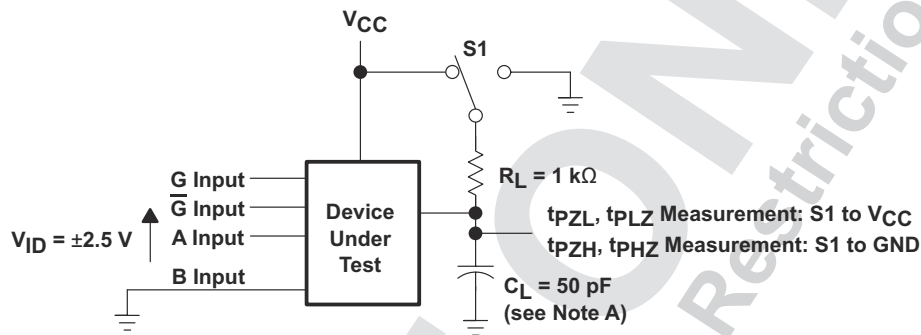 VCC
S1
RL = 1 kΩ
G Input
G̅ Input
A Input
B Input
VID = ±2.5 V
Device
Under
Test
tPZL, tPLZ Measurement: S1 to VCC
tPZH, tPHZ Measurement: S1 to GND
CL = 50 pF
(see Note A)